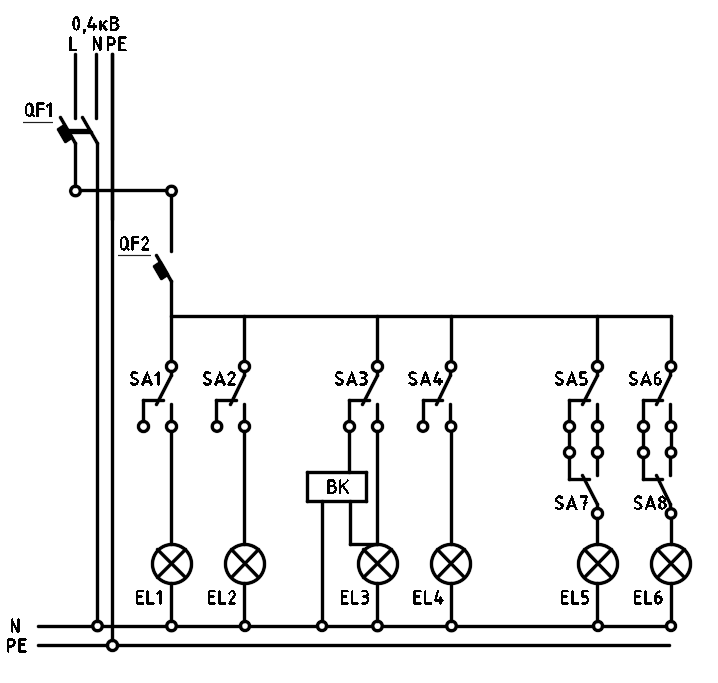 0,4кВ
L N PE
QF1
QF2
SA1 SA2 SA3 SA4 SA5 SA6
BK
SA7 SA8
EL1 EL2 EL3 EL4 EL5 EL6
N
PE